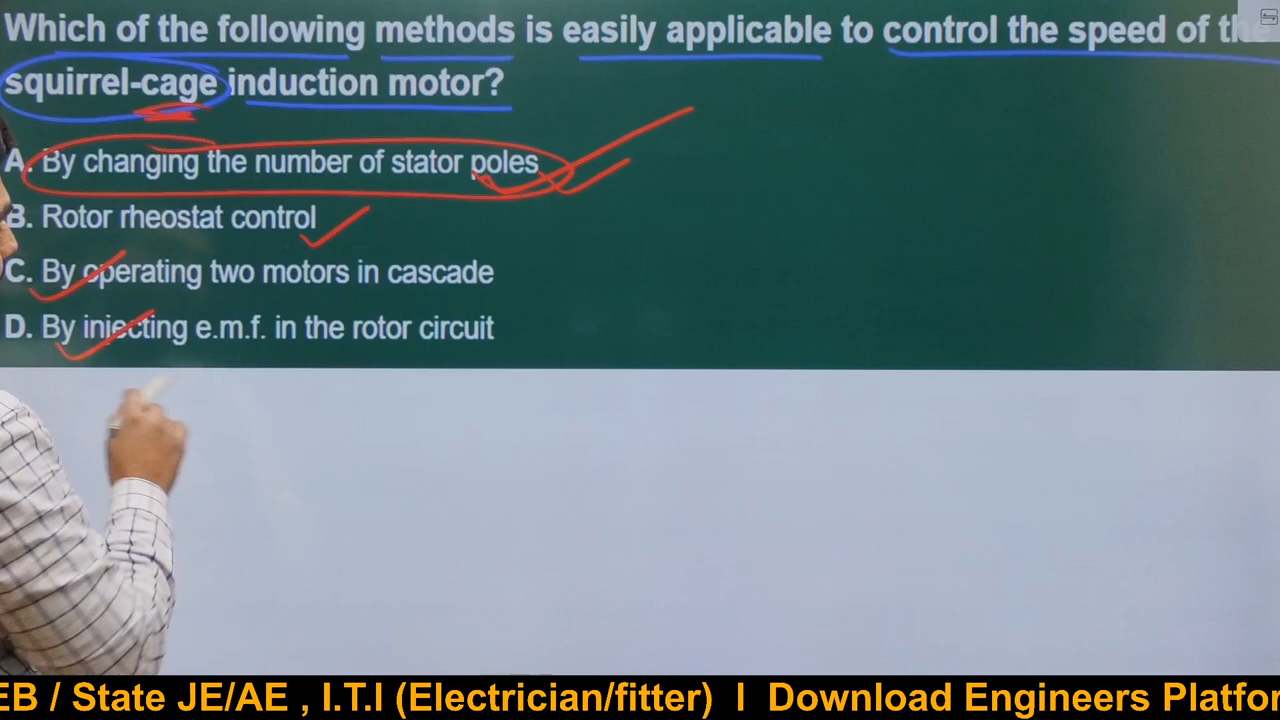 Which of the following methods is easily applicable to control the speed of the
squirrel-cage induction motor?
A. By changing the number of stator poles
B. Rotor rheostat control
C. By operating two motors in cascade
D. By injecting e.m.f. in the rotor circuit
EB / State JE/AE , I.T.I (Electrician/fitter) I Download Engineers Platfor